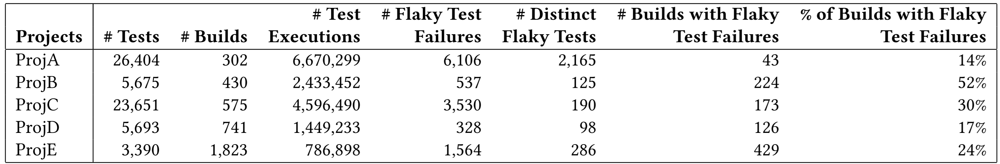 # Test # Flaky Test # Distinct # Builds with Flaky % of Builds with Flaky
Projects # Tests # Builds Executions Failures Flaky Tests Test Failures Test Failures
ProjA 26,404 302 6,670,299 6,106 2,165 43 14%
ProjB 5,675 430 2,433,452 537 125 224 52%
ProjC 23,651 575 4,596,490 3,530 190 173 30%
ProjD 5,693 741 1,449,233 328 98 126 17%
ProjE 3,390 1,823 786,898 1,564 286 429 24%